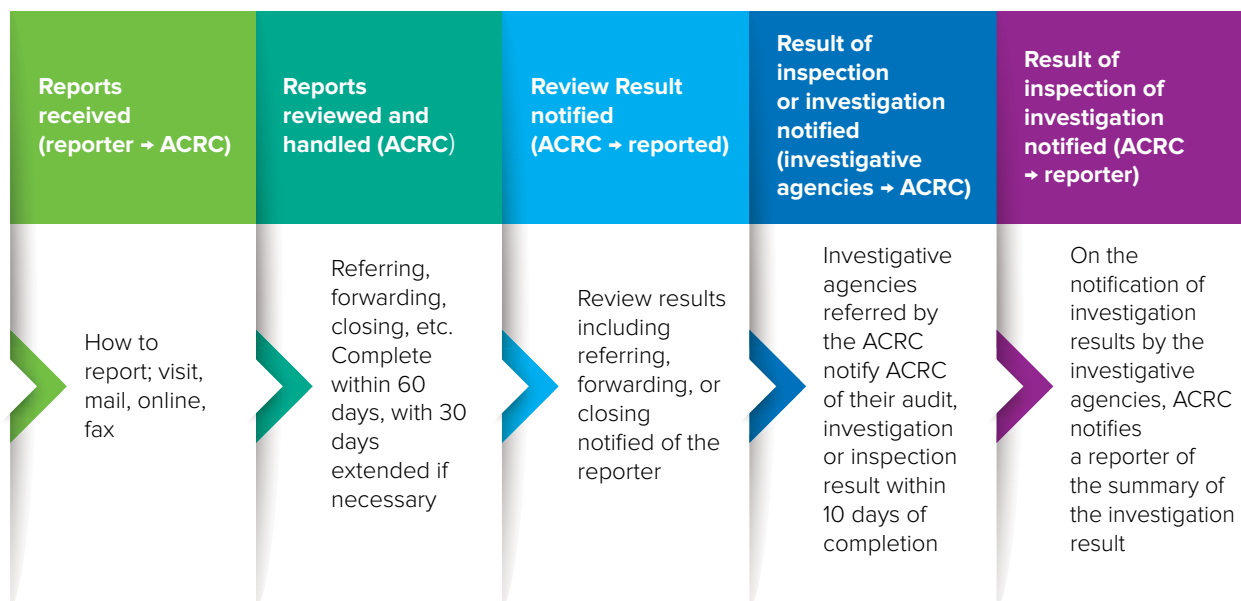 Reports
received
(reporter → ACRC)
How to
report; visit,
mail, online,
fax
Reports
reviewed and
handled (ACRC)
Referring,
forwarding,
closing, etc.
Complete
within 60
days, with 30
days
extended if
necessary
Review Result
notified
(ACRC → reported)
Review results
including
referring,
forwarding, or
closing
notified of the
reporter
Result of
inspection
or investigation
notified
(investigative
agencies → ACRC)
Investigative
agencies
referred by
the ACRC
notify ACRC
of their audit,
investigation
or inspection
result within
10 days of
completion
Result of
inspection of
investigation
notified (ACRC
→ reporter)
On the
notification of
investigation
results by the
investigative
agencies, ACRC
notifies
a reporter of
the summary of
the investigation
result